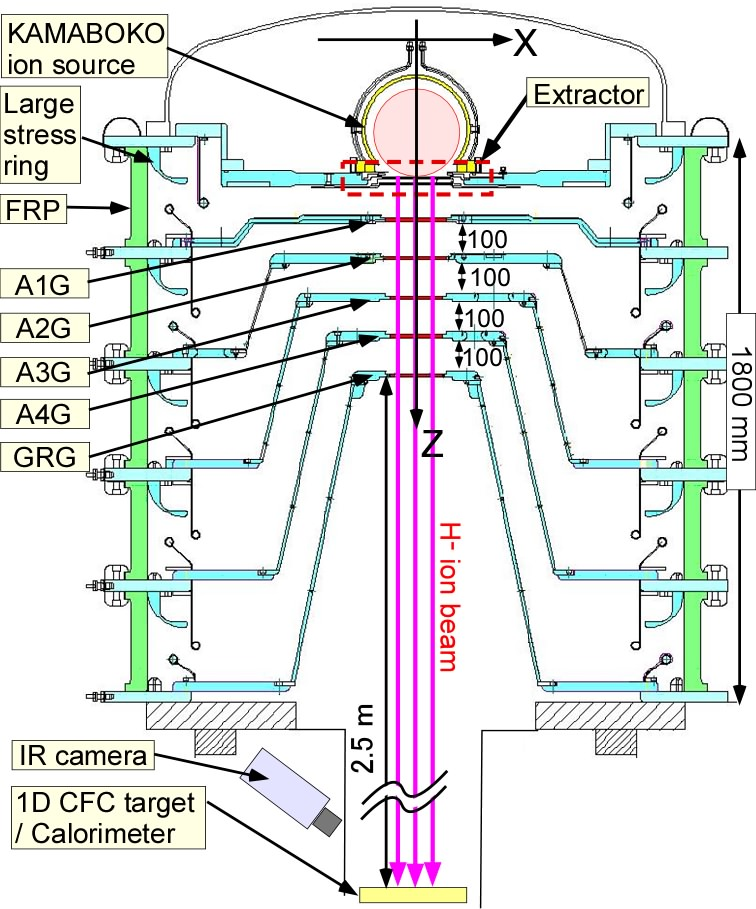 KAMABOKO
ion source
X
Extractor
Large
stress
ring
FRP
100
A1G
100
A2G
100
A3G
100
1800 mm
A4G
GRG
Z
H- ion beam
2.5 m
IR camera
1D CFC target
/ Calorimeter